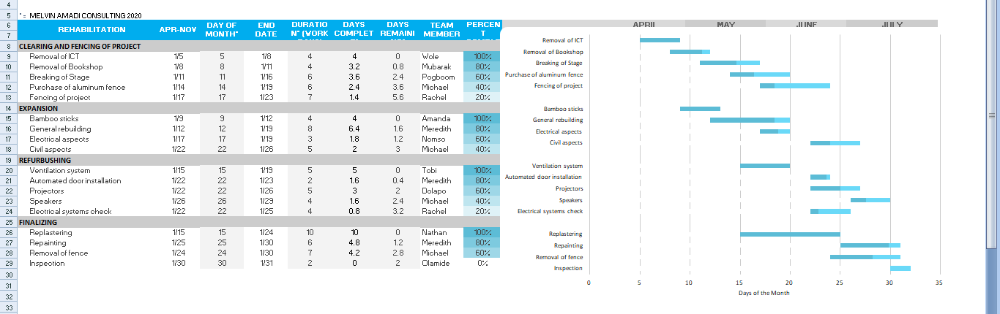 4
5 * = MELVIN AMADI CONSULTING 2020
6 REHABILITATION APR-NOV DAY OF MONTH* END DATE DURATIO N* (WORK DAYS COMPLET DAYS REMAINI TEAM MEMBER PERCEN T APRIL MAY JUNE JULY
7
8 CLEARING AND FENCING OF PROJECT
9 Removal of ICT 1/5 5 1/8 4 4 0 Wole 100%
10 Removal of Bookshop 1/8 8 1/11 4 3.2 0.8 Mubarak 80%
11 Breaking of Stage 1/11 11 1/16 6 3.6 2.4 Pogboom 60%
12 Purchase of aluminum fence 1/14 14 1/19 6 2.4 3.6 Michael 40%
13 Fencing of project 1/17 17 1/23 7 1.4 5.6 Rachel 20%
14 EXPANSION
15 Bamboo sticks 1/9 9 1/12 4 4 0 Amanda 100%
16 General rebuilding 1/12 12 1/19 8 6.4 1.6 Meredith 80%
17 Electrical aspects 1/17 17 1/19 3 1.8 1.2 Nomso 60%
18 Civil aspects 1/22 22 1/26 5 2 3 Michael 40%
19 REFURBUSHING
20 Ventilation system 1/15 15 1/19 5 5 0 Tobi 100%
21 Automated door installation 1/22 22 1/23 2 1.6 0.4 Meredith 80%
22 Projectors 1/22 22 1/26 5 3 2 Dolapo 60%
23 Speakers 1/26 26 1/29 4 1.6 2.4 Michael 40%
24 Electrical systems check 1/22 22 1/25 4 0.8 3.2 Rachel 20%
25 FINALIZING
26 Replastering 1/15 15 1/24 10 10 0 Nathan 100%
27 Repainting 1/25 25 1/30 6 4.8 1.2 Meredith 80%
28 Removal of fence 1/24 24 1/30 7 4.2 2.8 Michael 60%
29 Inspection 1/30 30 1/31 2 0 2 Olamide 0%
30
31
32
33
Removal of ICT
Removal of Bookshop
Breaking of Stage
Purchase of aluminum fence
Fencing of project
Bamboo sticks
General rebuilding
Electrical aspects
Civil aspects
Ventilation system
Automated door installation
Projectors
Speakers
Electrical systems check
Replastering
Repainting
Removal of fence
Inspection
0 5 10 15 20 25 30 35
Days of the Month